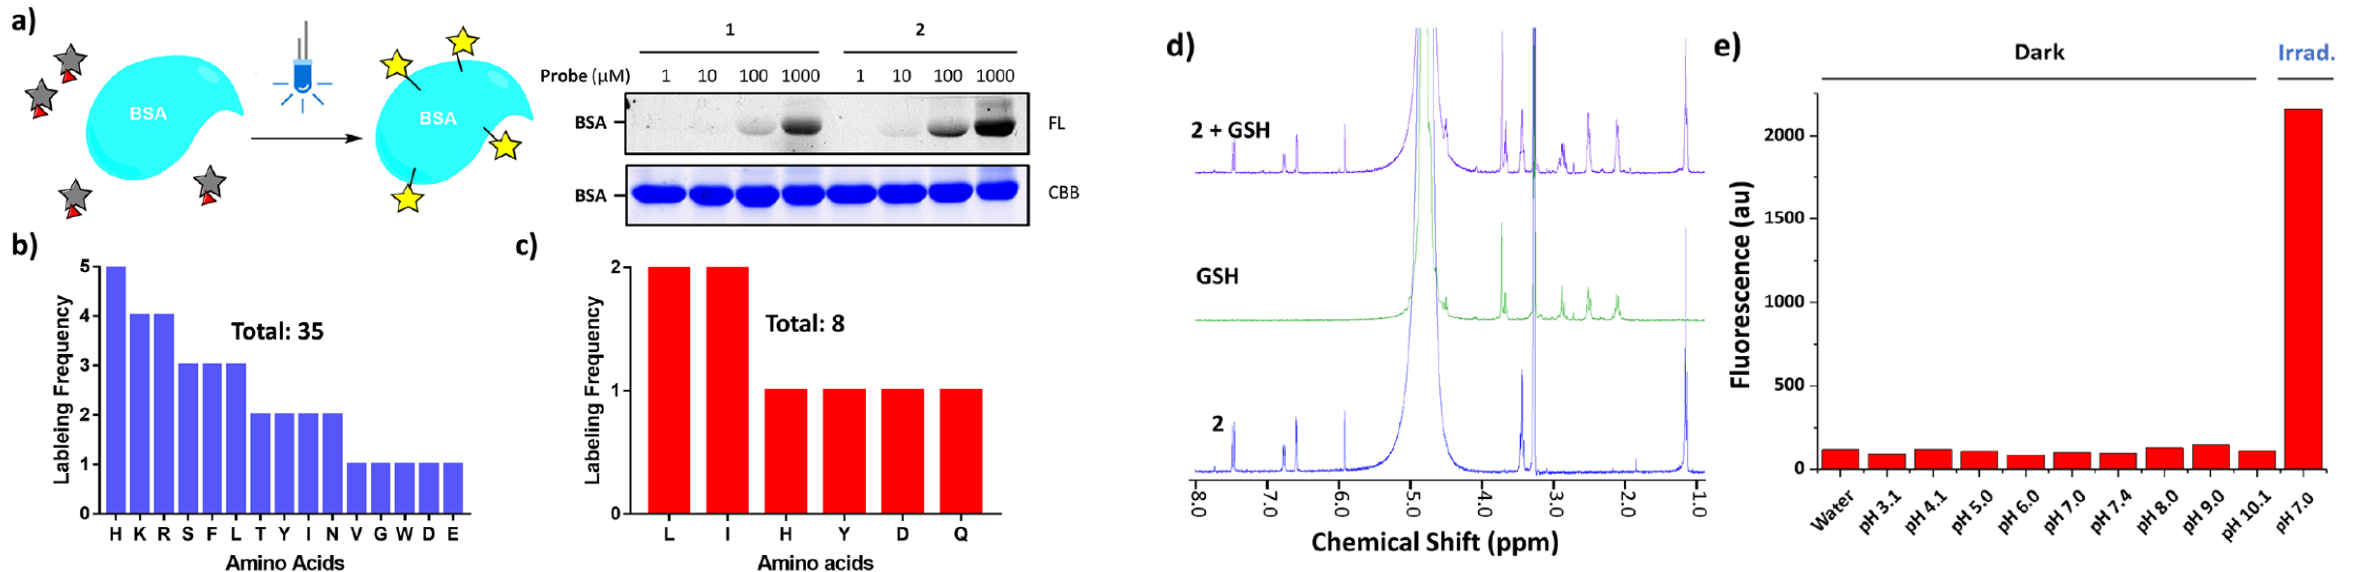 a)
BSA
BSA
1 2
Probe (μM) 1 10 100 1000 1 10 100 1000
BSA FL
BSA CBB
b)
Lableing Frequency
5
4
3
2
1
0
Total: 35
H K R S F L T Y I N V G W D E
Amino Acids
c)
Labeling Frequency
2
1
0
Total: 8
L I H Y D Q
Amino acids
d)
2 + GSH
GSH
2
8.0 7.0 6.0 5.0 4.0 3.0 2.0 1.0
Chemical Shift (ppm)
e)
Dark Irrad.
Fluorescence (au)
2000
1500
1000
500
0
Water pH 3.1 pH 4.1 pH 5.0 pH 6.0 pH 7.0 pH 7.4 pH 8.0 pH 9.0 pH 10.1 pH 7.0